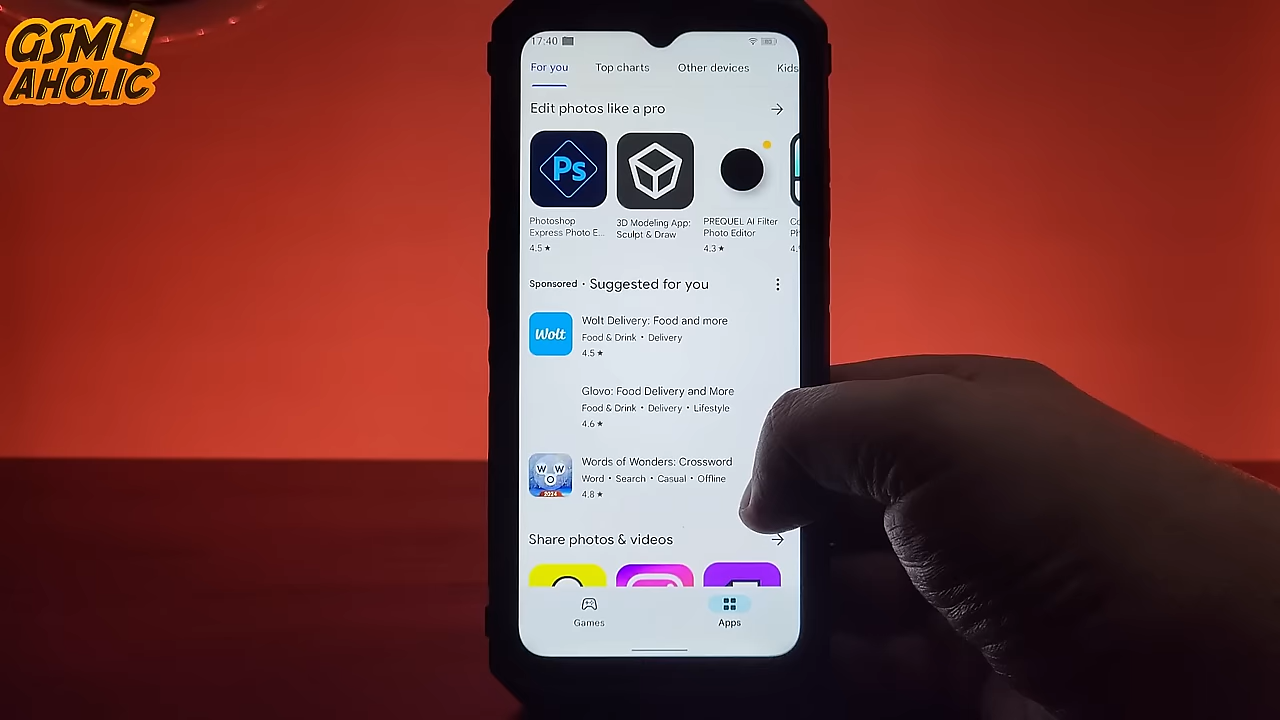 GSM
AHOLIC
17:40
For you
Top charts
Other devices
Kids
Edit photos like a pro
Ps
Photoshop
Express Photo E...
4.5 ★
3D Modeling App:
Sculpt & Draw
PREQUEL AI Filter
Photo Editor
4.3 ★
Sponsored · Suggested for you
Wolt
Wolt Delivery: Food and more
Food & Drink • Delivery
4.5 ★
Glovo: Food Delivery and More
Food & Drink • Delivery • Lifestyle
4.6 ★
W W
O
2024
Words of Wonders: Crossword
Word • Search • Casual • Offline
4.8 ★
Share photos & videos
Games
Apps